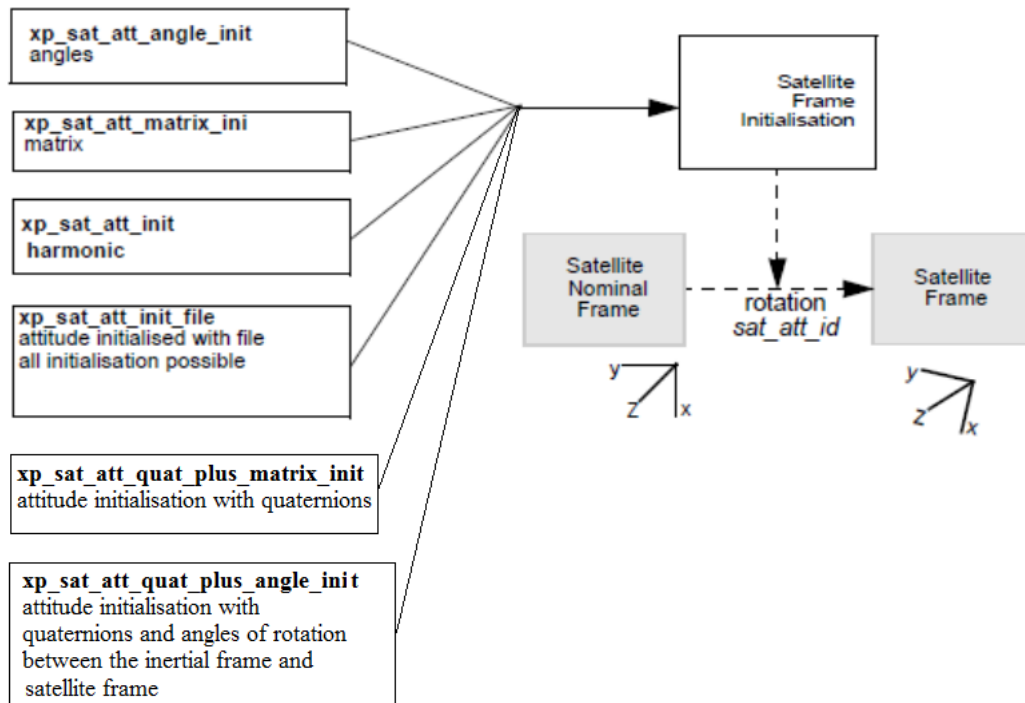 xp_sat_att_angle_init
angles
xp_sat_att_matrix_ini
matrix
xp_sat_att_init
harmonic
xp_sat_att_init_file
attitude initialised with file
all initialisation possible
xp_sat_att_quat_plus_matrix_init
attitude initialisation with quaternions
xp_sat_att_quat_plus_angle_init
attitude initialisation with
quaternions and angles of rotation
between the inertial frame and
satellite frame
Satellite
Frame
Initialisation
Satellite
Nominal
Frame
rotation
sat_att_id
Satellite
Frame
y
z
x
y
z
x